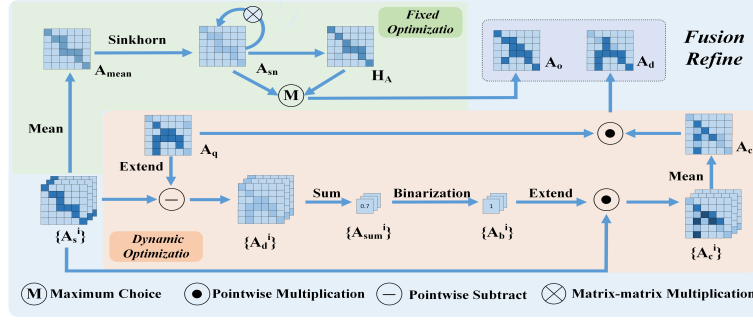 Fixed
Optimizatio
Sinkhorn
A_mean
A_sn
H_A
M
A_o
A_d
Fusion
Refine
Mean
A_q
Extend
A_c
Mean
Sum
Binarization
Extend
0.7
1
{A_s^i}
{A_d^i}
{A_sum^i}
{A_b^i}
{A_c^i}
Dynamic
Optimizatio
M Maximum Choice
Pointwise Multiplication
Pointwise Subtract
Matrix-matrix Multiplication